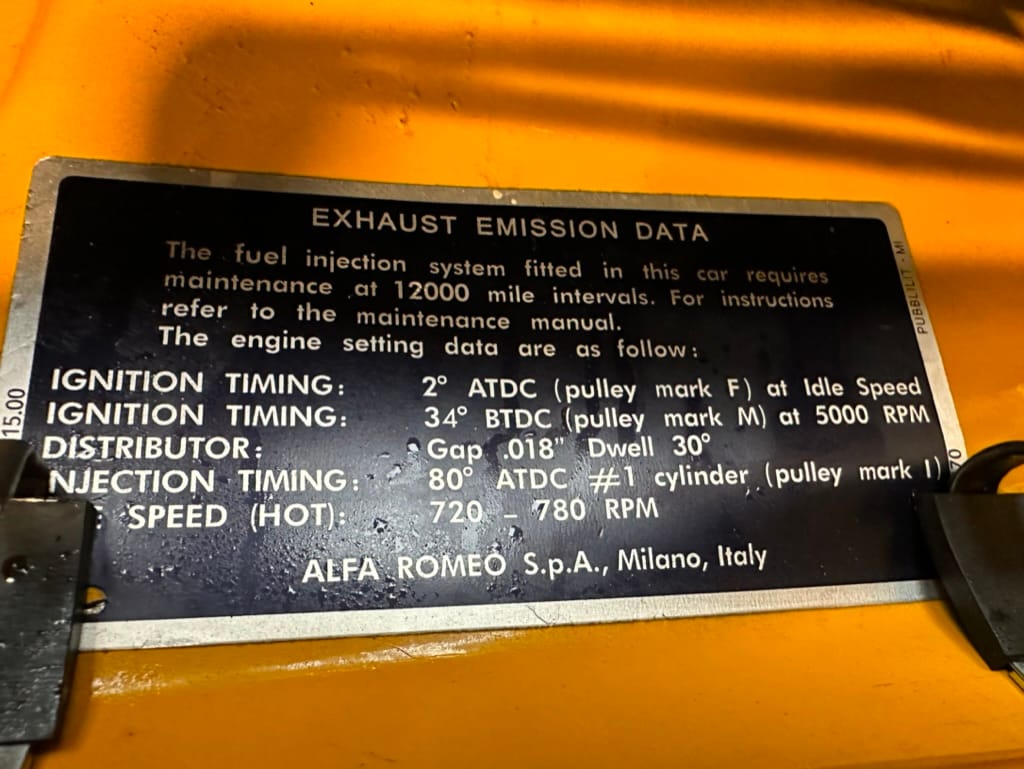 EXHAUST EMISSION DATA
The fuel injection system fitted in this car requires
maintenance at 12000 mile intervals. For instructions
refer to the maintenance manual.
The engine setting data are as follow:
IGNITION TIMING: 2° ATDC (pulley mark F) at Idle Speed
IGNITION TIMING: 34° BTDC (pulley mark M) at 5000 RPM
DISTRIBUTOR: Gap .018" Dwell 30°
NJECTION TIMING: 80° ATDC #1 cylinder (pulley mark I)
SPEED (HOT): 720 – 780 RPM
ALFA ROMEO S.p.A., Milano, Italy
PUBBLILIT - MI
15.00
70